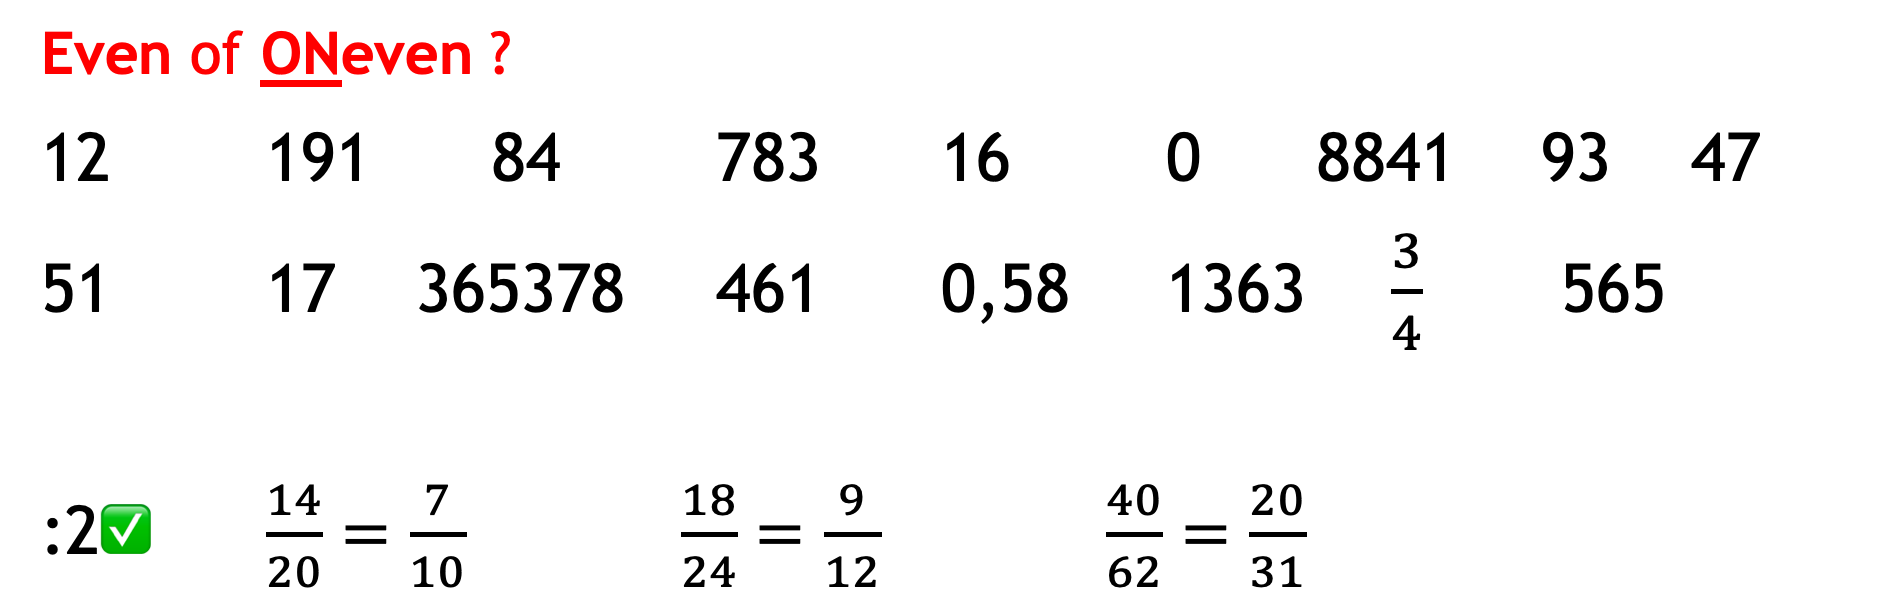 Even of ONeven ?
12 191 84 783 16 0 8841 93 47
51 17 365378 461 0,58 1363 3/4 565
:2✅ 14/20 = 7/10 18/24 = 9/12 40/62 = 20/31